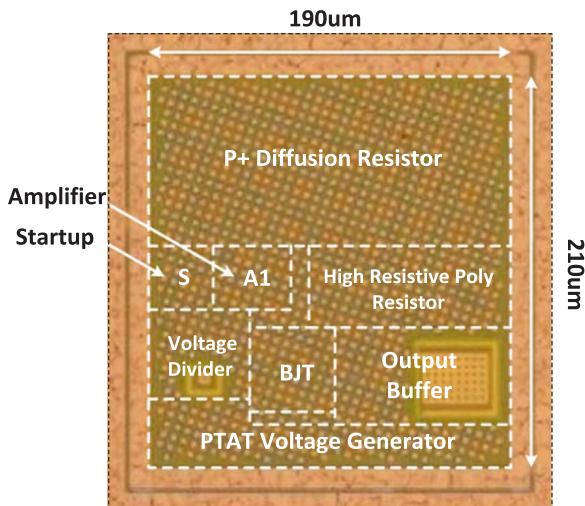 190um
P+ Diffusion Resistor
Amplifier
Startup
S
A1
High Resistive Poly
Resistor
210um
Voltage
Divider
BJT
Output
Buffer
PTAT Voltage Generator